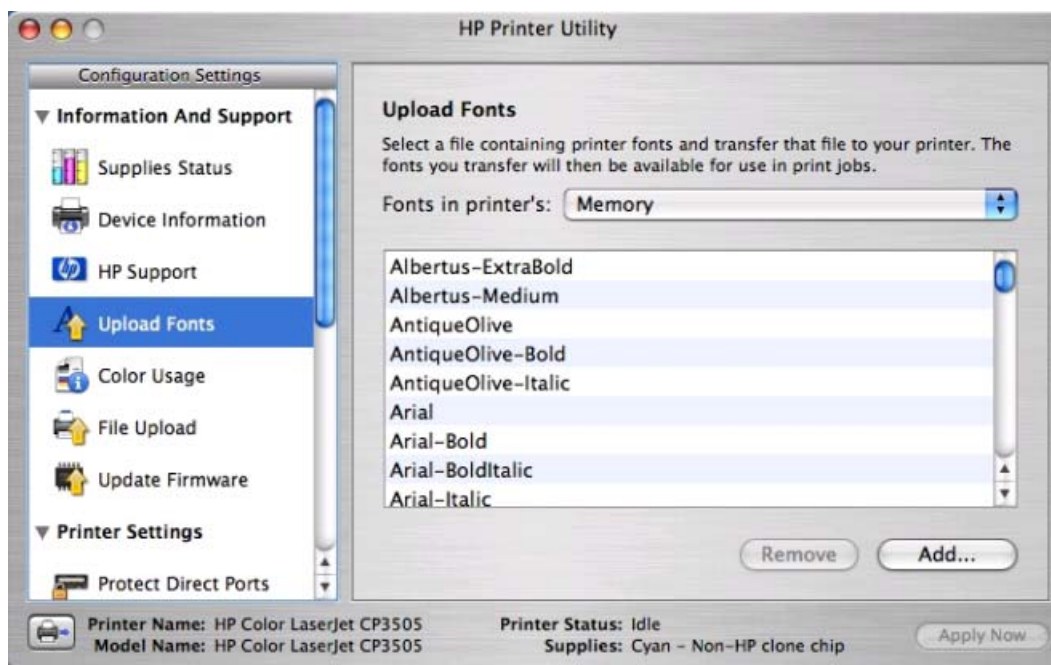 HP Printer Utility
Configuration Settings
Information And Support
Supplies Status
Device Information
hp HP Support
Upload Fonts
Color Usage
File Upload
Update Firmware
Printer Settings
Protect Direct Ports
Upload Fonts
Select a file containing printer fonts and transfer that file to your printer. The
fonts you transfer will then be available for use in print jobs.
Fonts in printer's: Memory
Albertus-ExtraBold
Albertus-Medium
AntiqueOlive
AntiqueOlive-Bold
AntiqueOlive-Italic
Arial
Arial-Bold
Arial-BoldItalic
Arial-Italic
Remove Add...
Printer Name: HP Color LaserJet CP3505
Model Name: HP Color LaserJet CP3505
Printer Status: Idle
Supplies: Cyan - Non-HP clone chip
Apply Now